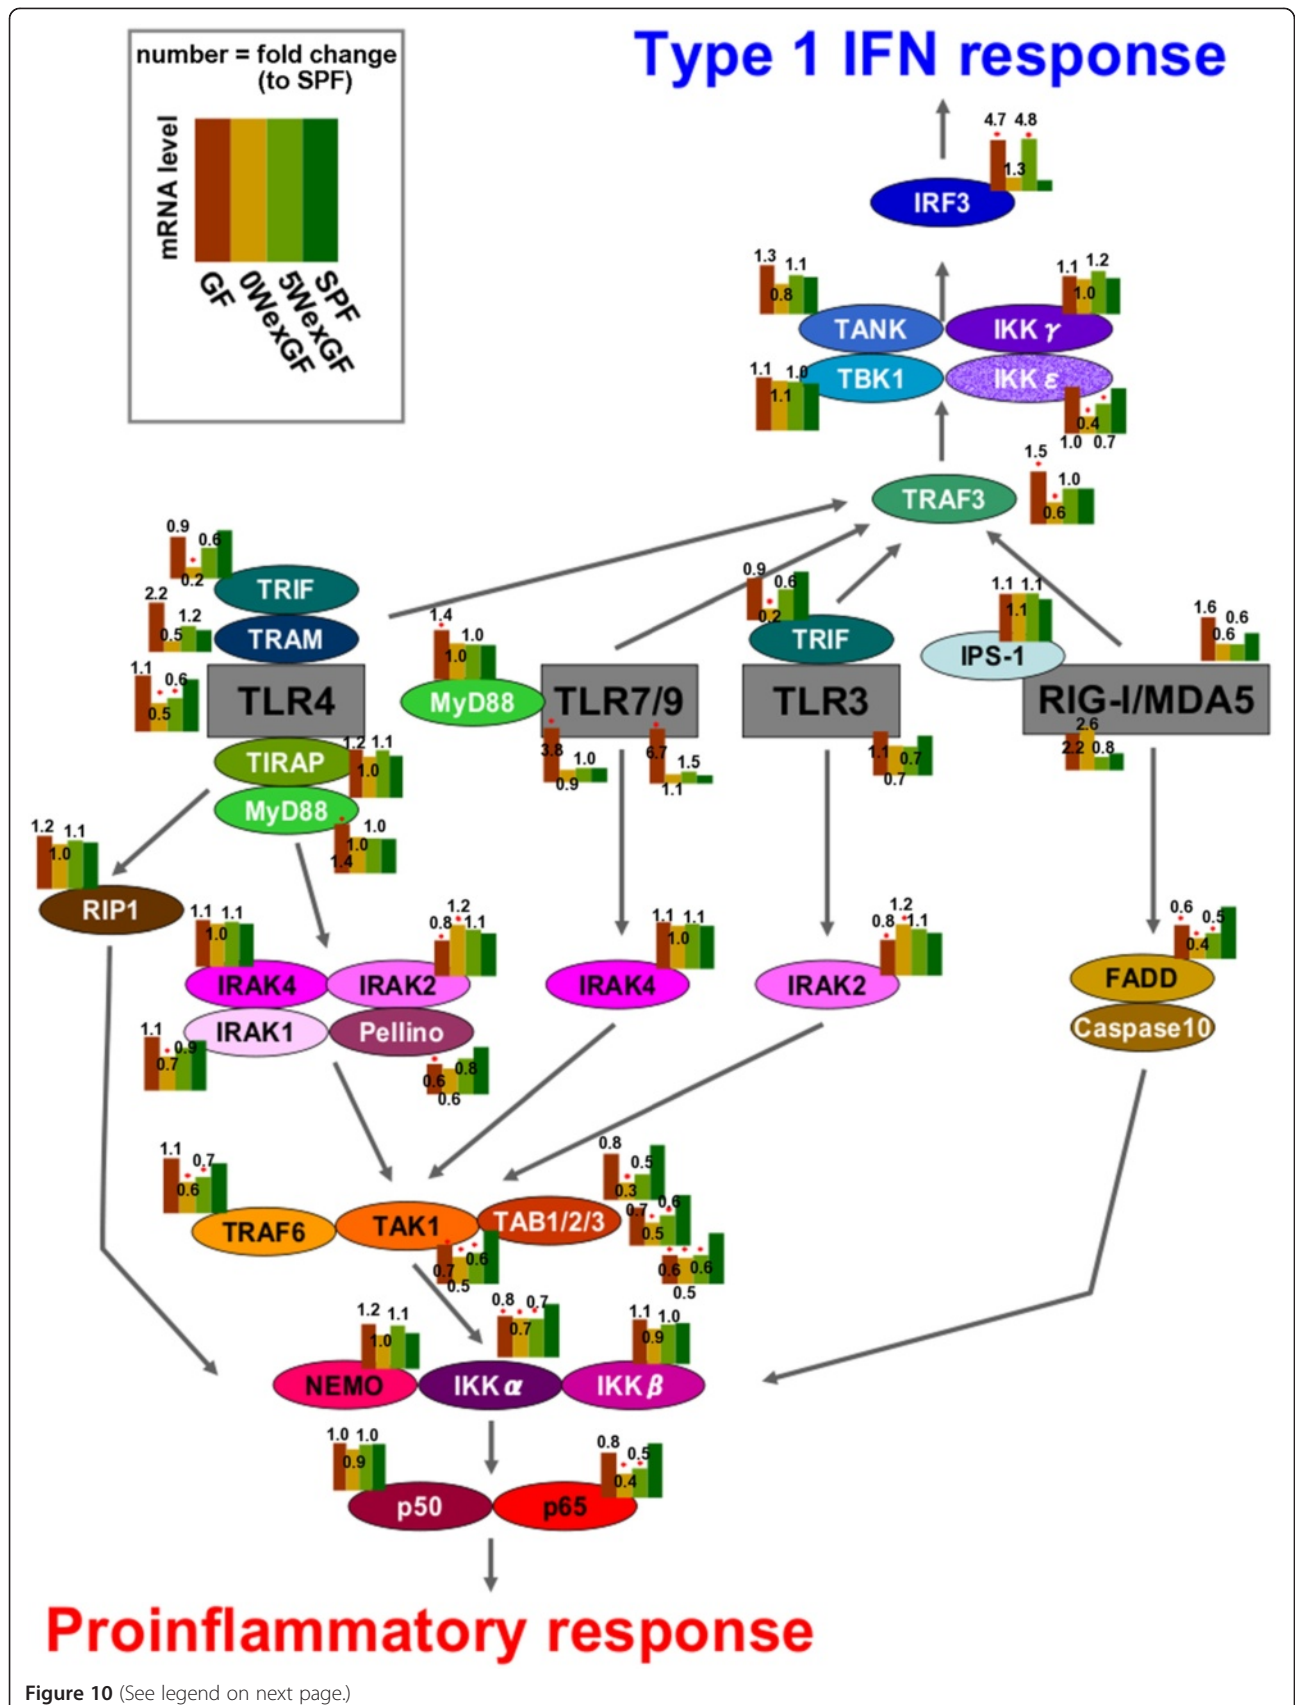 number = fold change
(to SPF)
mRNA level
GF
0WexGF
5WexGF
SPF
Type 1 IFN response
4.7 4.8
1.3
IRF3
1.3 1.1
0.8
1.1 1.2
1.0
TANK IKK γ
TBK1 IKK ε
1.1 1.0
1.1
0.4
1.0 0.7
1.5
1.0
0.6
TRAF3
0.9
0.6
0.2
TRIF
2.2
1.2
0.5
TRAM
1.1
0.6
0.5
TLR4
1.4
1.0
1.0
MyD88
TLR7/9
0.9
0.6
0.2
TRIF
TLR3
1.1 1.1
1.1
IPS-1
1.6
0.6
0.6
RIG-I/MDA5
TIRAP
1.2 1.1
1.0
MyD88
1.0
1.0
1.4
3.8
1.0
0.9
6.7
1.5
1.1
1.1
0.7
0.7
2.6
2.2 0.8
1.2 1.1
1.0
RIP1
1.1 1.1
1.0
1.2
0.8 1.1
IRAK4 IRAK2
IRAK1 Pellino
1.1
0.9
0.7
0.8
0.6
0.6
1.1 1.1
1.0
IRAK4
1.2
0.8 1.1
IRAK2
0.6
0.5
0.4
FADD
Caspase10
1.1
0.7
0.6
TRAF6 TAK1 TAB1/2/3
0.8
0.5
0.3
0.7 0.6
0.5
0.6 0.6
0.5
0.7 0.6
0.5
1.2 1.1
1.0
0.8 0.7
0.7
1.1 1.0
0.9
NEMO IKK α IKK β
1.0 1.0
0.9
0.8
0.5
0.4
p50 p65
Proinflammatory response
Figure 10 (See legend on next page.)